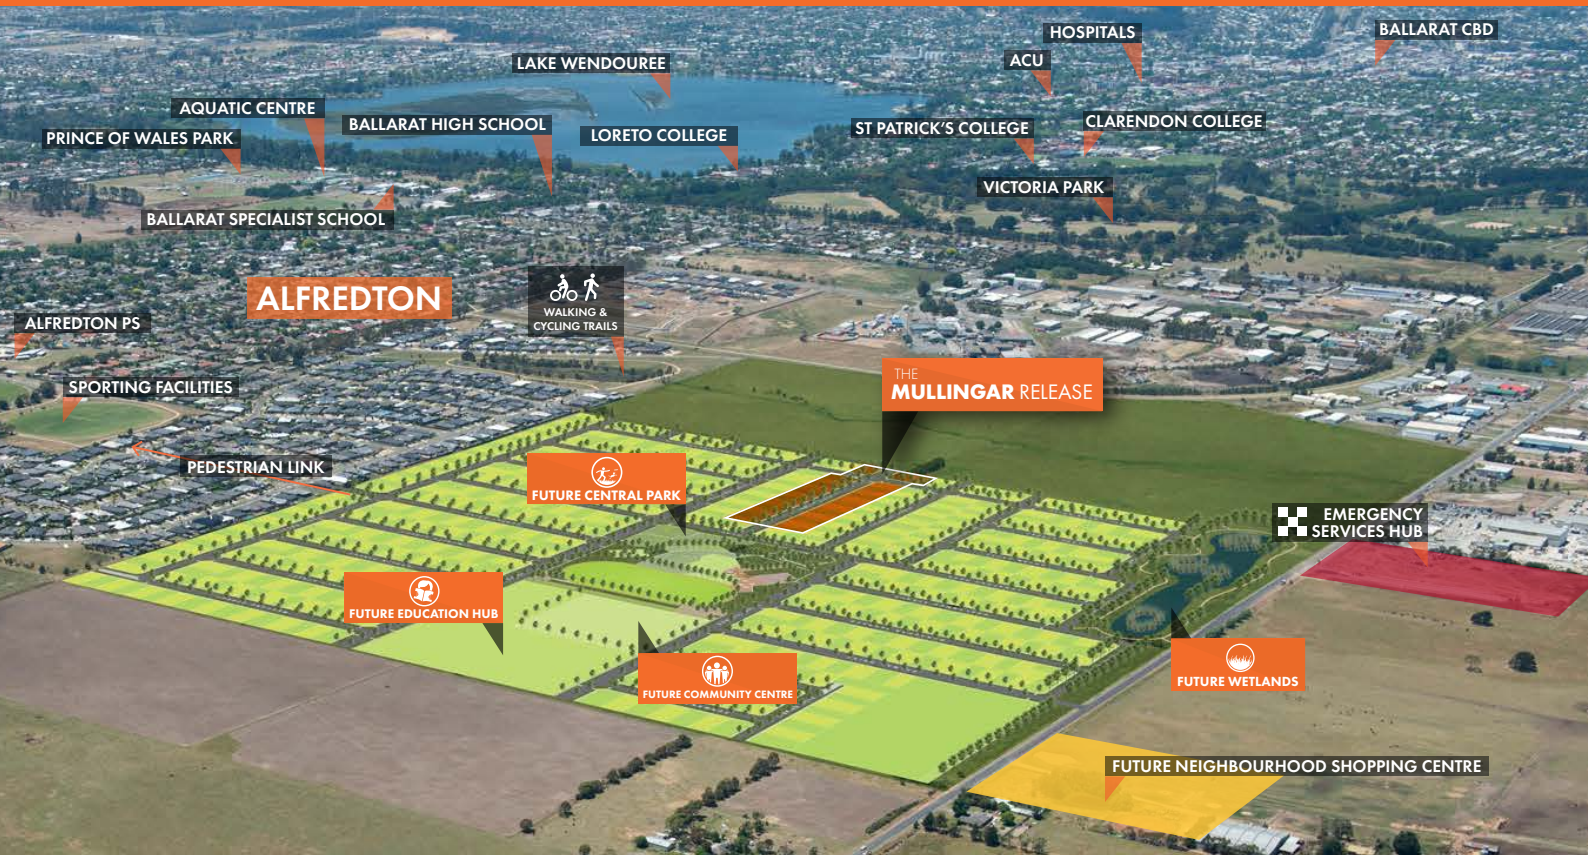 HOSPITALS
BALLARAT CBD
ACU
LAKE WENDOUREE
AQUATIC CENTRE
BALLARAT HIGH SCHOOL
PRINCE OF WALES PARK
LORETO COLLEGE
ST PATRICK'S COLLEGE
CLARENDON COLLEGE
VICTORIA PARK
BALLARAT SPECIALIST SCHOOL
ALFREDTON
WALKING &
CYCLING TRAILS
ALFREDTON PS
SPORTING FACILITIES
THE
MULLINGAR RELEASE
PEDESTRIAN LINK
FUTURE CENTRAL PARK
EMERGENCY
SERVICES HUB
FUTURE EDUCATION HUB
FUTURE COMMUNITY CENTRE
FUTURE WETLANDS
FUTURE NEIGHBOURHOOD SHOPPING CENTRE